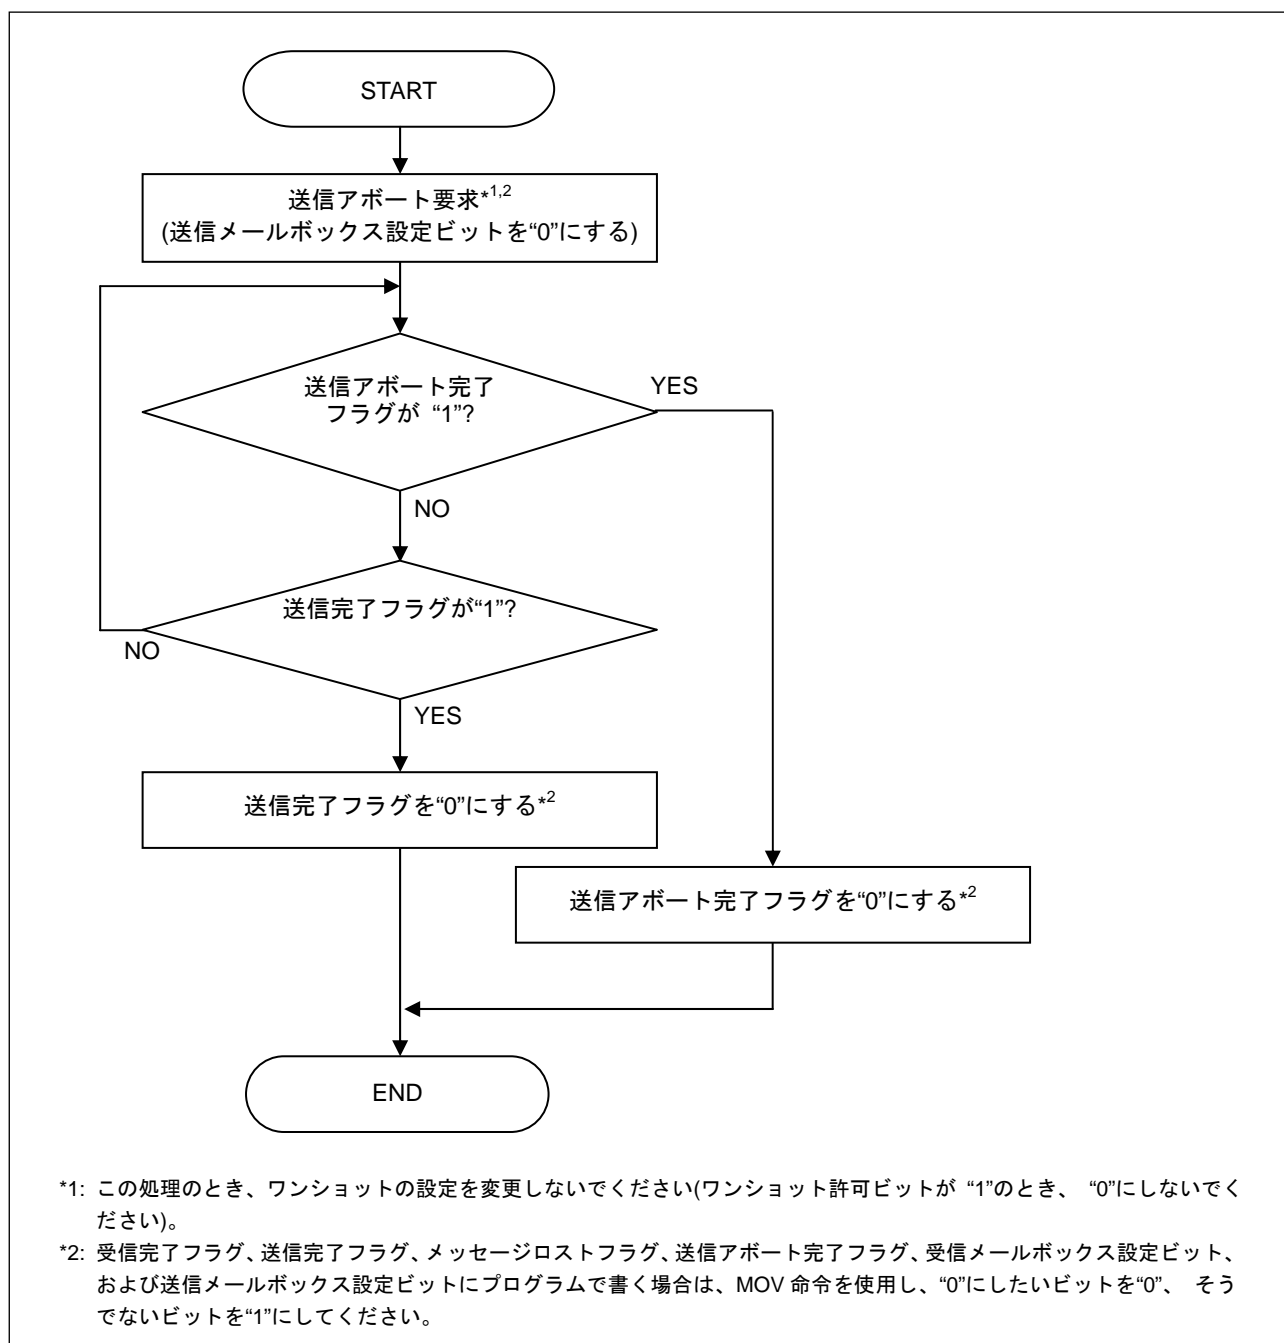 START
送信アボート要求*1,2
(送信メールボックス設定ビットを“0”にする)
送信アボート完了
フラグが “1”?
YES
NO
送信完了フラグが“1”?
NO
YES
送信完了フラグを“0”にする*2
送信アボート完了フラグを“0”にする*2
END
*1: この処理のとき、ワンショットの設定を変更しないでください(ワンショット許可ビットが “1”のとき、 “0”にしないでく
ださい)。
*2: 受信完了フラグ、送信完了フラグ、メッセージロストフラグ、送信アボート完了フラグ、受信メールボックス設定ビット、
および送信メールボックス設定ビットにプログラムで書く場合は、MOV 命令を使用し、“0”にしたいビットを“0”、 そう
でないビットを“1”にしてください。